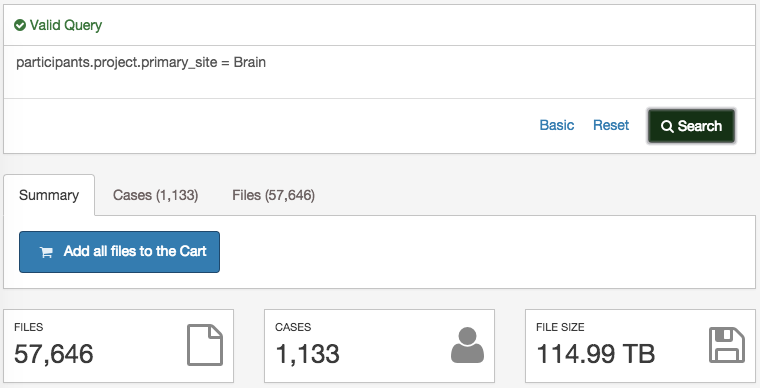 Valid Query
participants.project.primary_site = Brain
Basic Reset Search
Summary Cases (1,133) Files (57,646)
Add all files to the Cart
FILES
57,646
CASES
1,133
FILE SIZE
114.99 TB